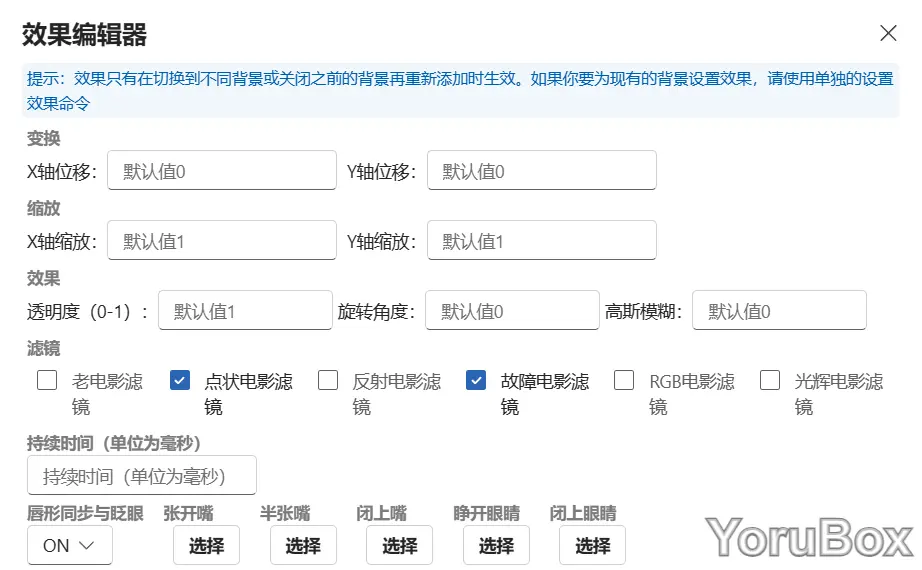 效果编辑器
提示：效果只有在切换到不同背景或关闭之前的背景再重新添加时生效。如果你要为现有的背景设置效果，请使用单独的设置
效果命令
变换
X轴位移： 默认值0 Y轴位移： 默认值0
缩放
X轴缩放： 默认值1 Y轴缩放： 默认值1
效果
透明度（0-1）： 默认值1 旋转角度： 默认值0 高斯模糊： 默认值0
滤镜
老电影滤 点状电影滤 反射电影滤 故障电影滤 RGB电影滤 光辉电影滤
镜 镜 镜 镜 镜 镜
持续时间（单位为毫秒）
持续时间（单位为毫秒）
唇形同步与眨眼 张开嘴 半张嘴 闭上嘴 睁开眼睛 闭上眼睛
ON 选择 选择 选择 选择 选择
YoruBox